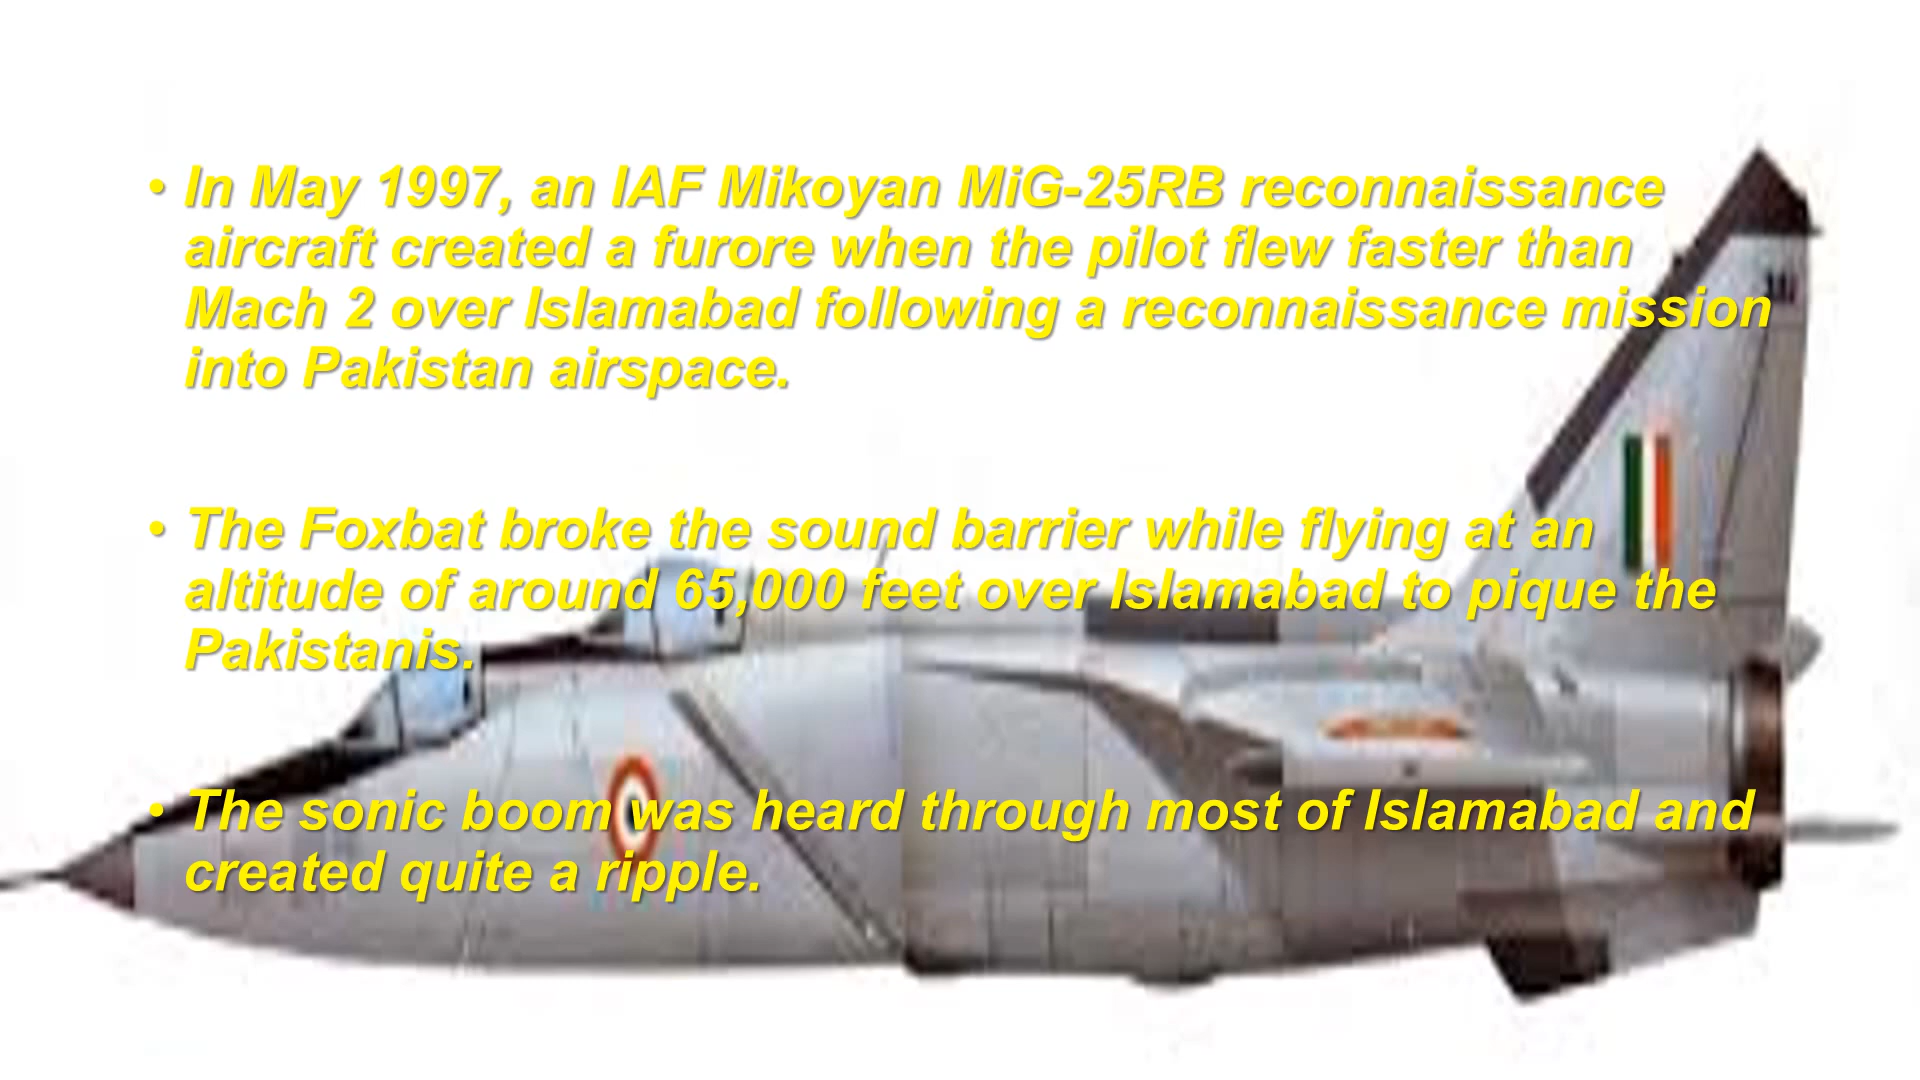 • In May 1997, an IAF Mikoyan MiG-25RB reconnaissance
aircraft created a furore when the pilot flew faster than
Mach 2 over Islamabad following a reconnaissance mission
into Pakistan airspace.
• The Foxbat broke the sound barrier while flying at an
altitude of around 65,000 feet over Islamabad to pique the
Pakistanis.
• The sonic boom was heard through most of Islamabad and
created quite a ripple.